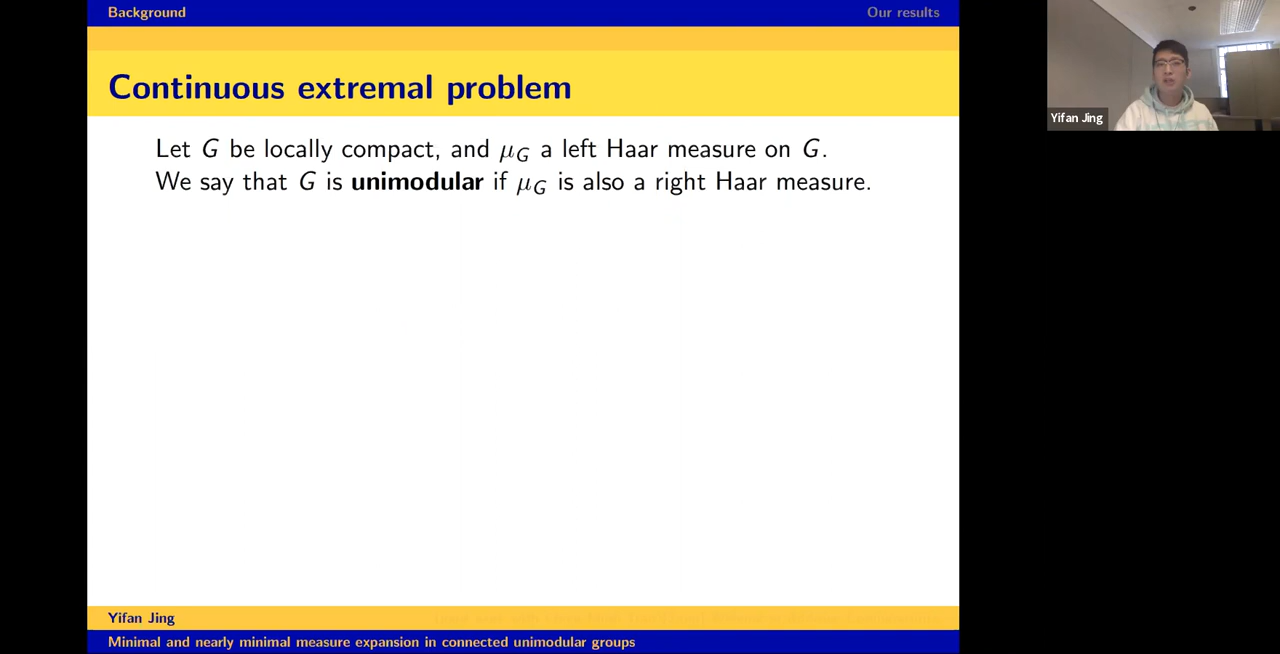 Background
Our results
Continuous extremal problem
Let G be locally compact, and μ_G a left Haar measure on G.
We say that G is unimodular if μ_G is also a right Haar measure.
Yifan Jing
Yifan Jing
Minimal and nearly minimal measure expansion in connected unimodular groups